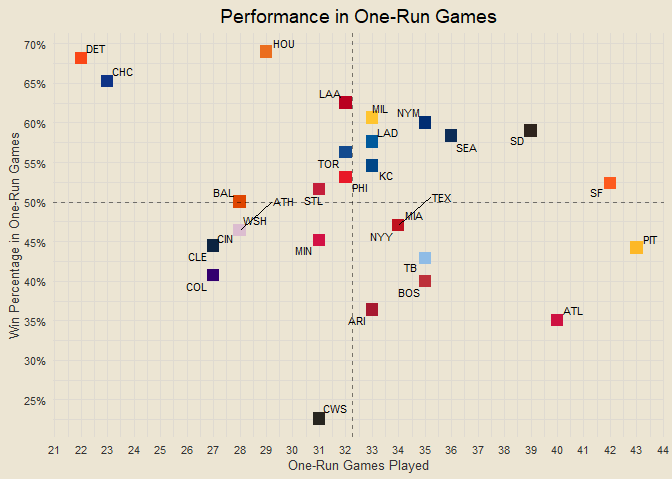 Performance in One-Run Games
70%
DET
HOU
CHC
65%
LAA
MIL
NYM
60%
LAD
SD
SEA
55%
TOR
KC
PHI
BAL
STL
ATH
TEX
SF
50%
WSH
MIA
CIN
NYY
PIT
45%
CLE
MIN
TB
40%
COL
BOS
ARI
ATL
35%
30%
25%
CWS
Win Percentage in One-Run Games
21 22 23 24 25 26 27 28 29 30 31 32 33 34 35 36 37 38 39 40 41 42 43 44
One-Run Games Played